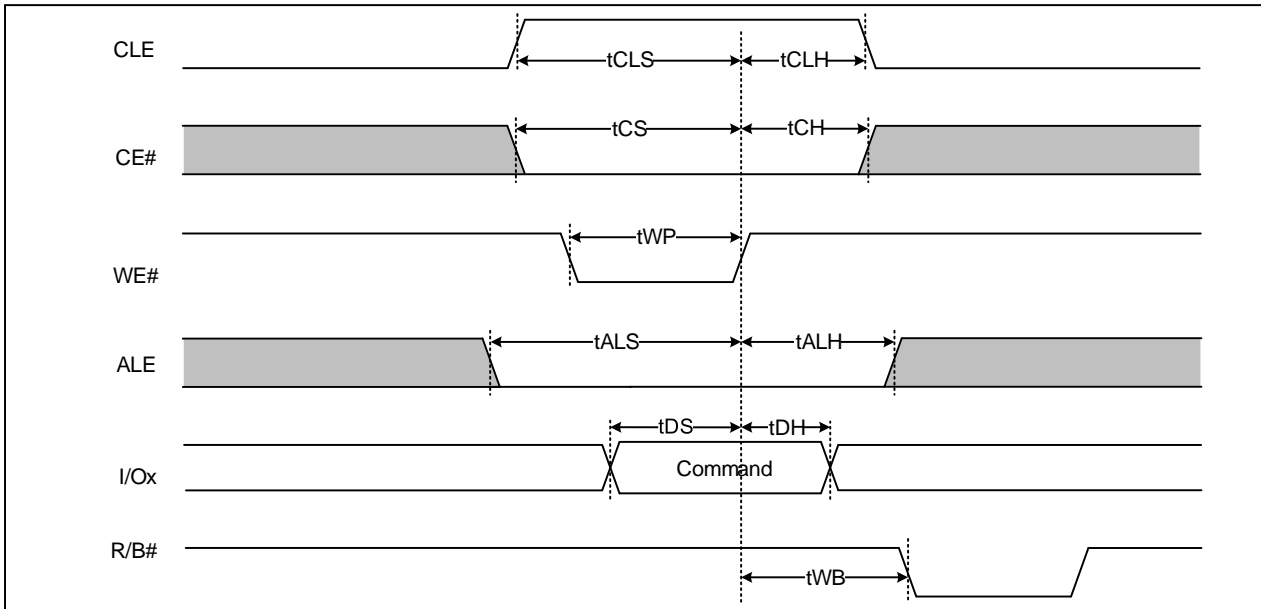 CLE
tCLS
tCLH
CE#
tCS
tCH
WE#
tWP
ALE
tALS
tALH
I/Ox
tDS
tDH
Command
R/B#
tWB